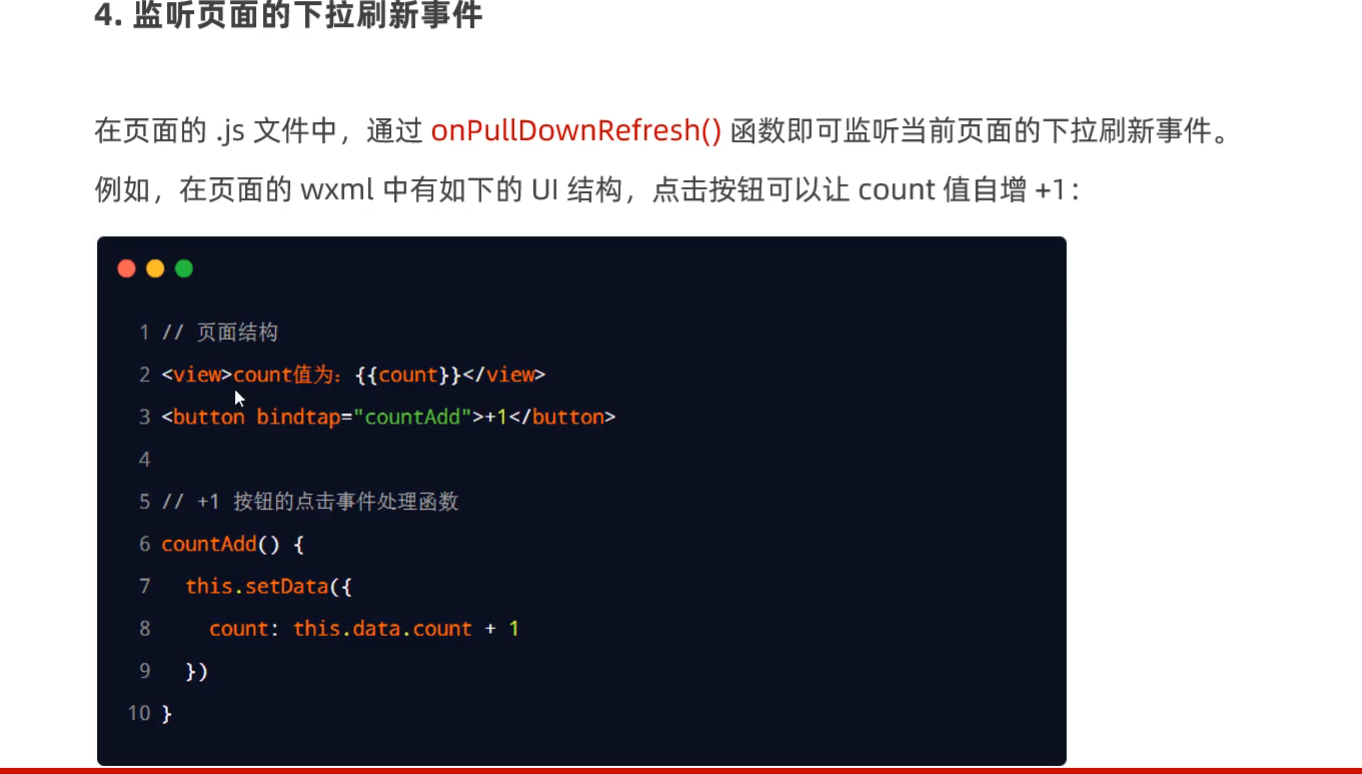 4. 监听页面的下拉刷新事件
在页面的 .js 文件中，通过 onPullDownRefresh() 函数即可监听当前页面的下拉刷新事件。
例如，在页面的 wxml 中有如下的 UI 结构，点击按钮可以让 count 值自增 +1：
1 // 页面结构
2 <view>count值为：{{count}}</view>
3 <button bindtap="countAdd">+1</button>
4
5 // +1 按钮的点击事件处理函数
6 countAdd() {
7   this.setData({
8     count: this.data.count + 1
9   })
10 }